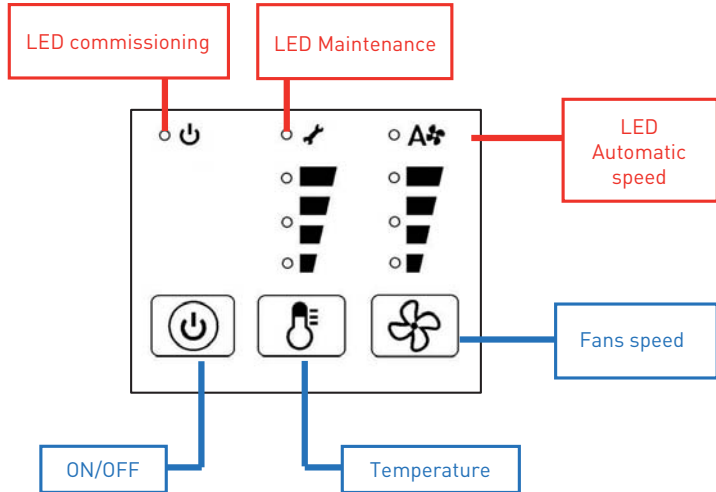 LED commissioning
LED Maintenance
A
LED
Automatic
speed
Fans speed
ON/OFF
Temperature